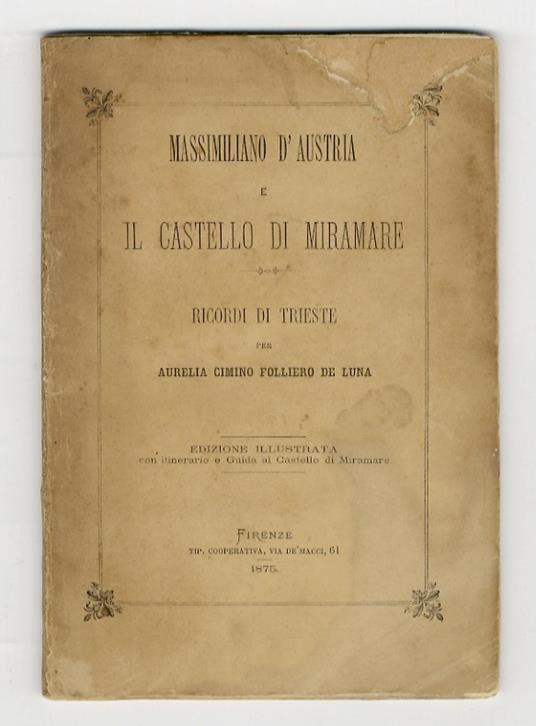 MASSIMILIANO D'AUSTRIA
E
IL CASTELLO DI MIRAMARE
RICORDI DI TRIESTE
PER
AURELIA CIMINO FOLLIERO DE LUNA
EDIZIONE ILLUSTRATA
con itinerario e Guida al Castello di Miramare
FIRENZE
TIP. COOPERATIVA, VIA DE'MACCI, 61
1875.